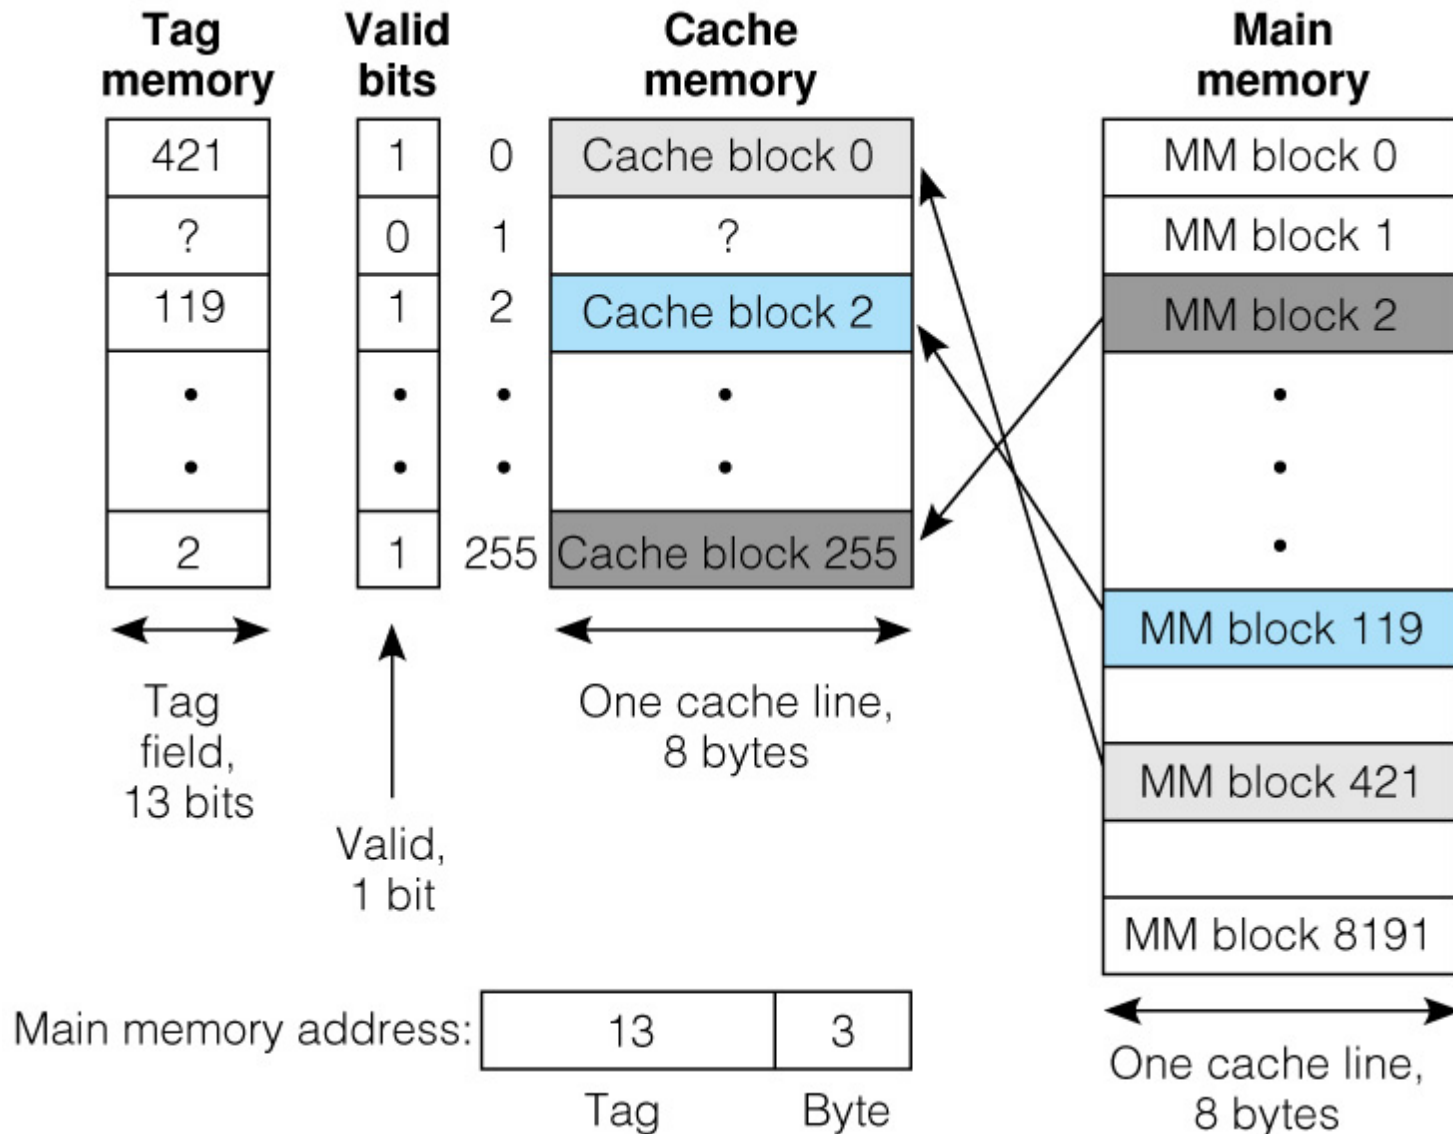 Tag
memory
Valid
bits
Cache
memory
Main
memory
421
1
0
Cache block 0
MM block 0
?
0
1
?
MM block 1
119
1
2
Cache block 2
MM block 2
2
1
255
Cache block 255
MM block 119
MM block 421
MM block 8191
Tag
field,
13 bits
Valid,
1 bit
One cache line,
8 bytes
Main memory address:
13
3
Tag
Byte
One cache line,
8 bytes